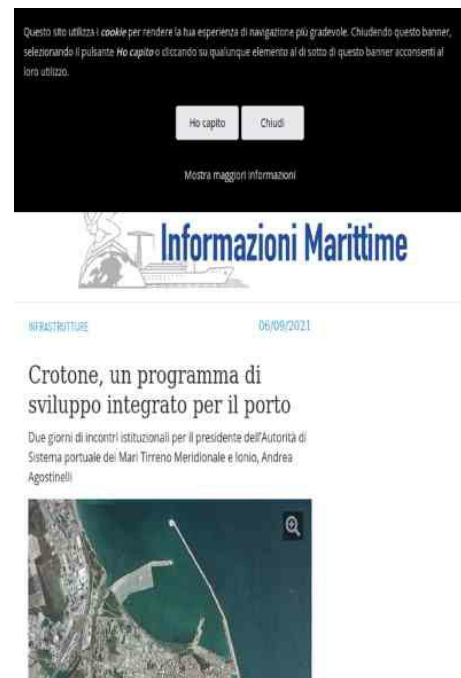 Questo sito utilizza i cookie per rendere la tua esperienza di navigazione più gradevole. Chiudendo questo banner,
selezionando il pulsante Ho capito o cliccando su qualunque elemento al di sotto di questo banner acconsenti al
loro utilizzo.
Ho capito
Chiudi
Mostra maggiori informazioni
Informazioni Marittime
INFRASTRUTTURE
06/09/2021
Crotone, un programma di
sviluppo integrato per il porto
Due giorni di incontri istituzionali per il presidente dell'Autorità di
Sistema portuale dei Mari Tirreno Meridionale e Ionio, Andrea
Agostinelli